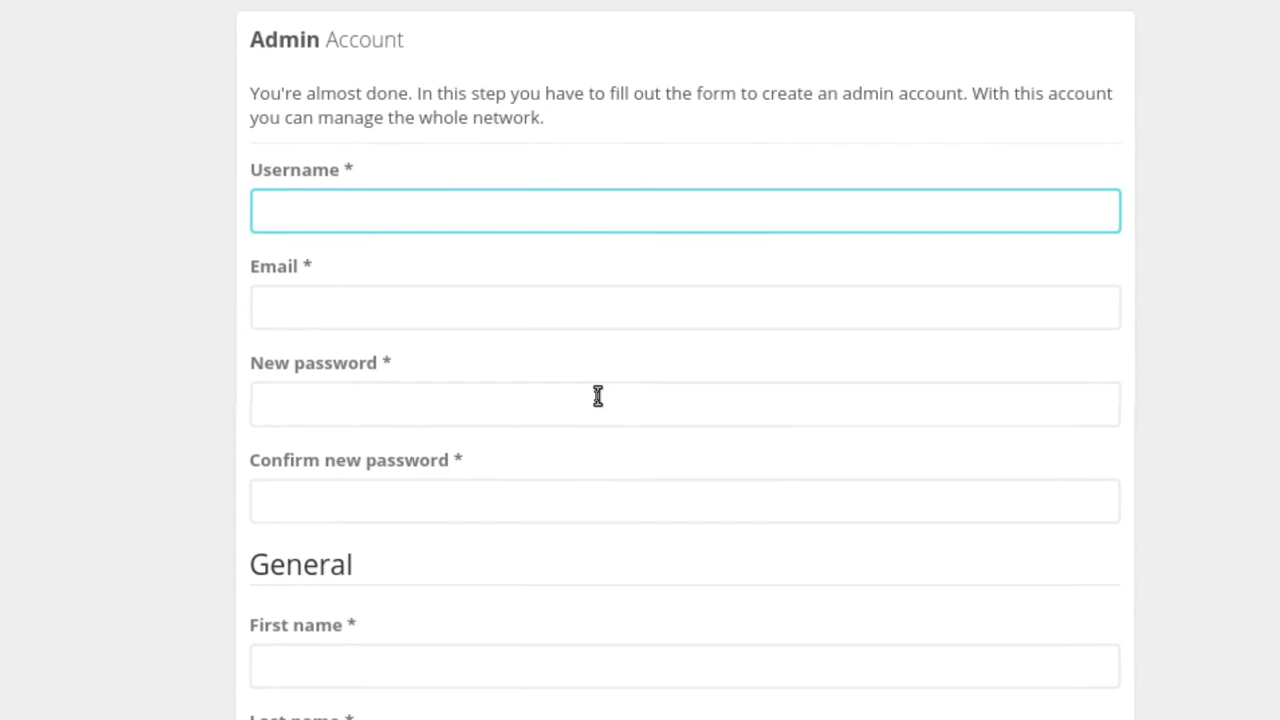 Admin Account
You're almost done. In this step you have to fill out the form to create an admin account. With this account
you can manage the whole network.
Username *
Email *
New password *
Confirm new password *
General
First name *
Last name *